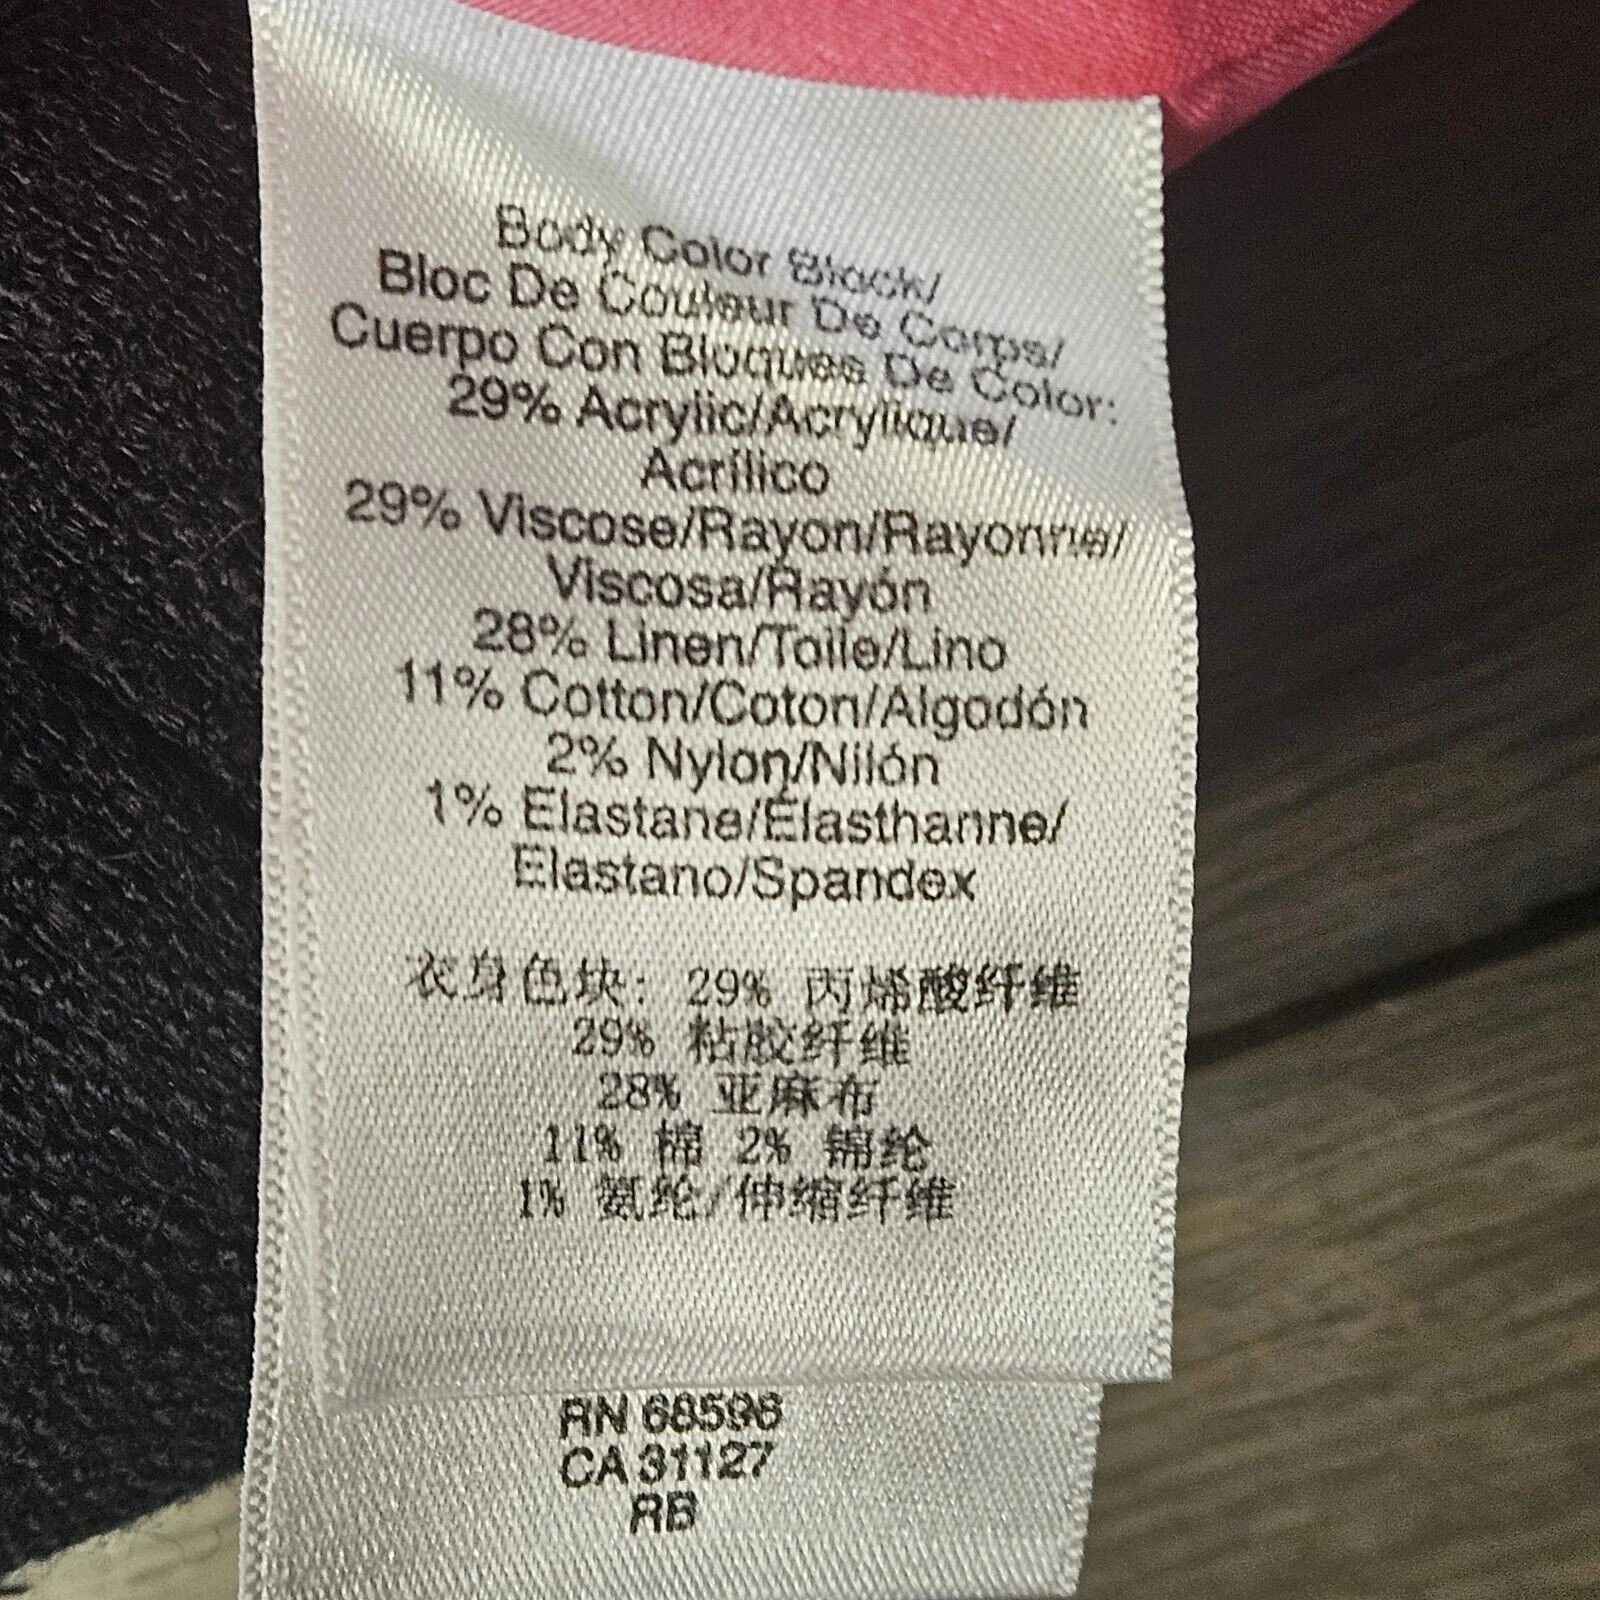 Body Color Black/
Bloc De Couleur De Corps/
Cuerpo Con Bloques De Color:
29% Acrylic/Acrylique/
Acrílico
29% Viscose/Rayon/Rayonne/
Viscosa/Rayón
28% Linen/Toile/Lino
11% Cotton/Coton/Algodón
2% Nylon/Nilón
1% Elastane/Élasthanne/
Elastano/Spandex
衣身色块: 29% 丙烯酸纤维
29% 粘胶纤维
28% 亚麻布
11% 棉 2% 锦纶
1% 氨纶/伸缩纤维
RN 68596
CA 31127
RB